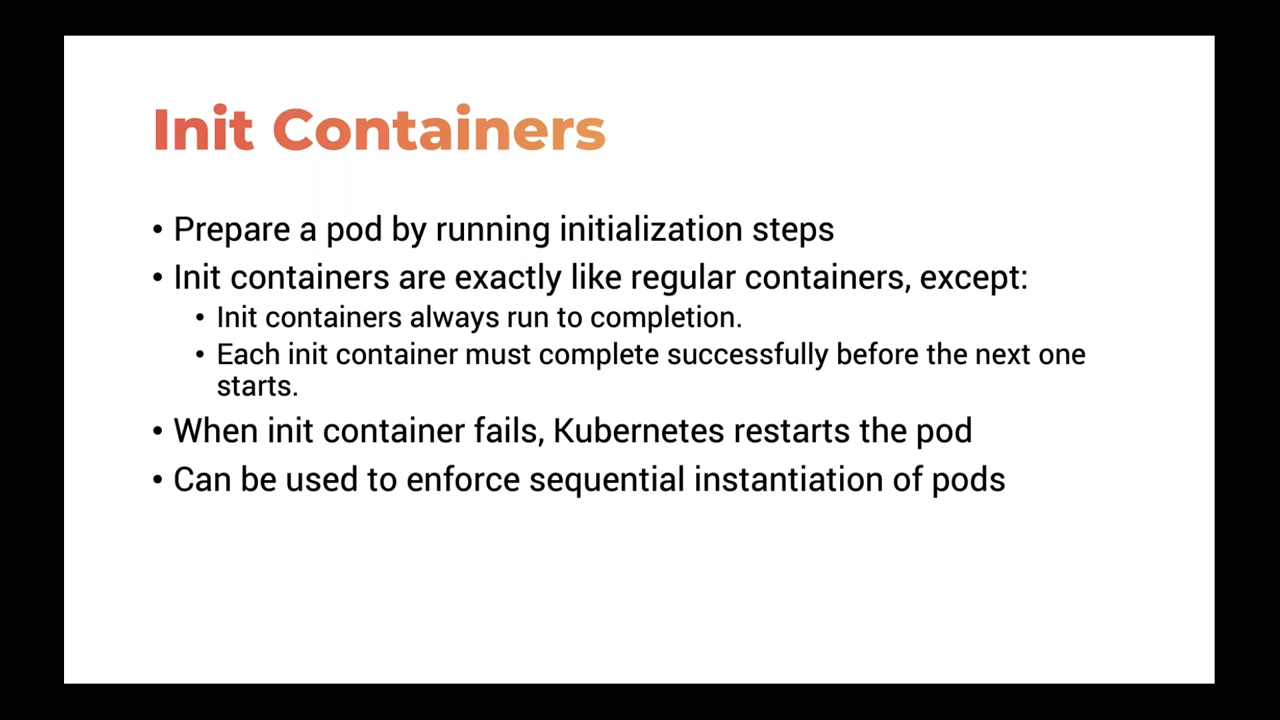 Init Containers
• Prepare a pod by running initialization steps
• Init containers are exactly like regular containers, except:
• Init containers always run to completion.
• Each init container must complete successfully before the next one
starts.
• When init container fails, Kubernetes restarts the pod
• Can be used to enforce sequential instantiation of pods